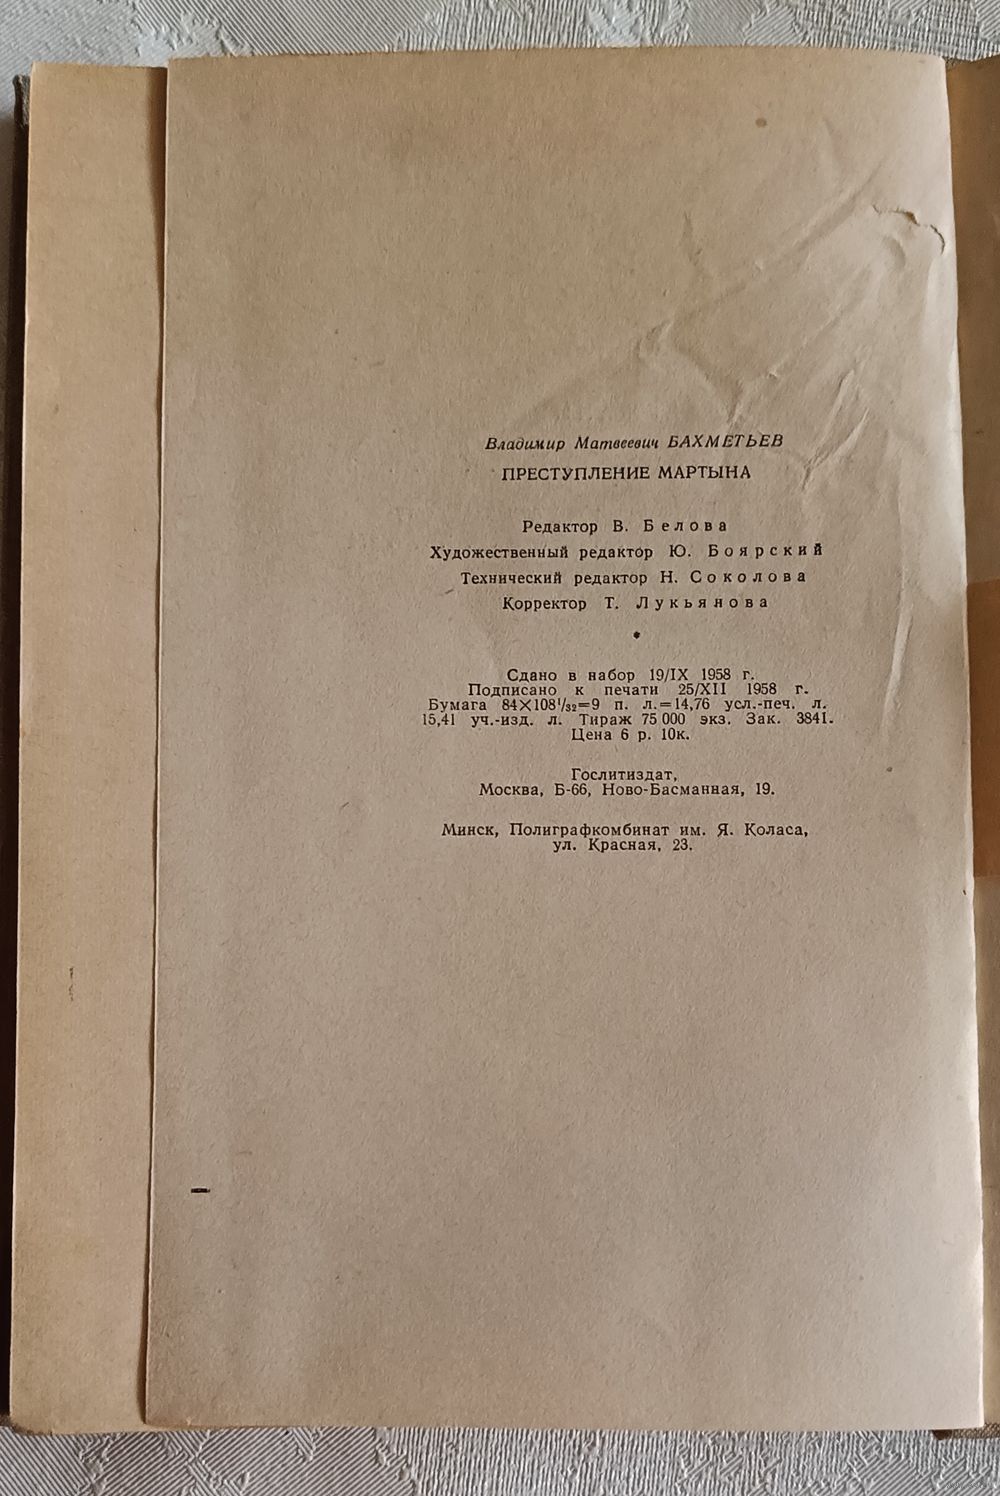 Владимир Матвеевич БАХМЕТЬЕВ
ПРЕСТУПЛЕНИЕ МАРТЫНА
Редактор В. Белова
Художественный редактор Ю. Боярский
Технический редактор Н. Соколова
Корректор Т. Лукьянова
*
Сдано в набор 19/IX 1958 г.
Подписано к печати 25/XII 1958 г.
Бумага 84×108¹/₃₂=9 п. л.=14,76 усл.-печ. л.
15,41 уч.-изд. л. Тираж 75 000 экз. Зак. 3841.
Цена 6 р. 10к.
Гослитиздат,
Москва, Б-66, Ново-Басманная, 19.
Минск, Полиграфкомбинат им. Я. Коласа,
ул. Красная, 23.